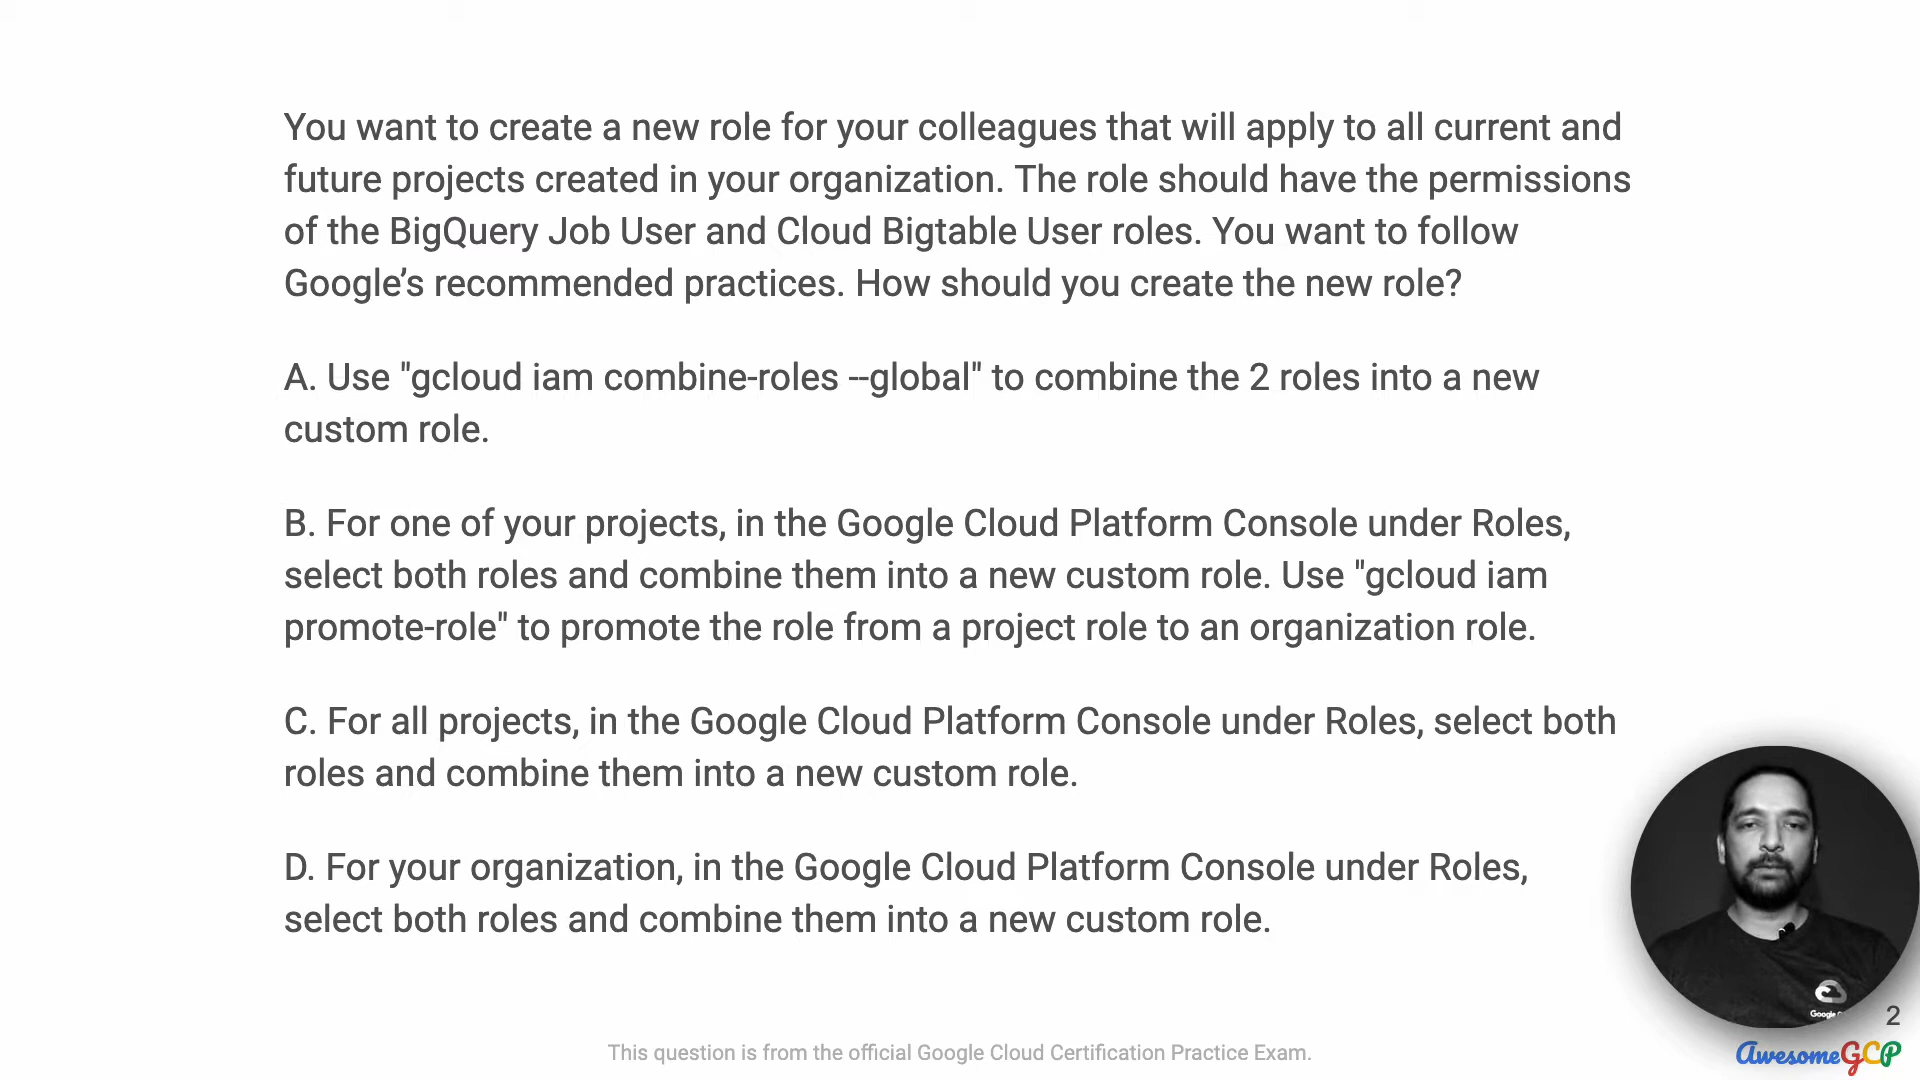 You want to create a new role for your colleagues that will apply to all current and
future projects created in your organization. The role should have the permissions
of the BigQuery Job User and Cloud Bigtable User roles. You want to follow
Google’s recommended practices. How should you create the new role?
A. Use "gcloud iam combine-roles --global" to combine the 2 roles into a new
custom role.
B. For one of your projects, in the Google Cloud Platform Console under Roles,
select both roles and combine them into a new custom role. Use "gcloud iam
promote-role" to promote the role from a project role to an organization role.
C. For all projects, in the Google Cloud Platform Console under Roles, select both
roles and combine them into a new custom role.
D. For your organization, in the Google Cloud Platform Console under Roles,
select both roles and combine them into a new custom role.
Google
2
This question is from the official Google Cloud Certification Practice Exam.
AwesomeGCP